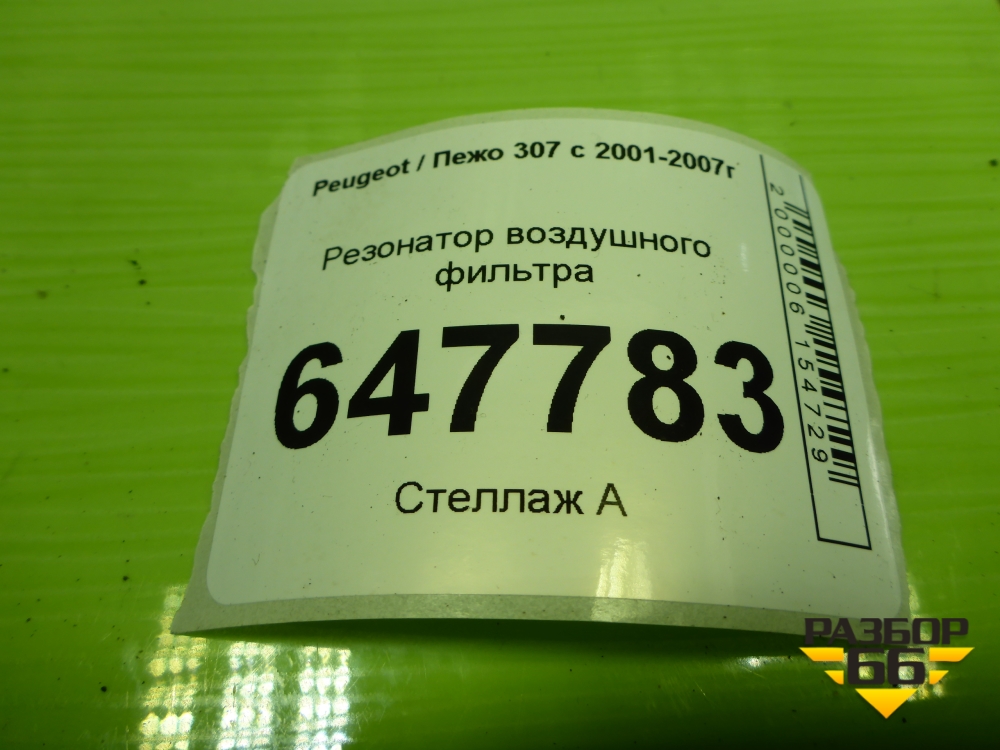 Peugeot / Пежо 307 с 2001-2007г
Резонатор воздушного
фильтра
647783
Стеллаж А
2000006154729
РАЗБОР
66